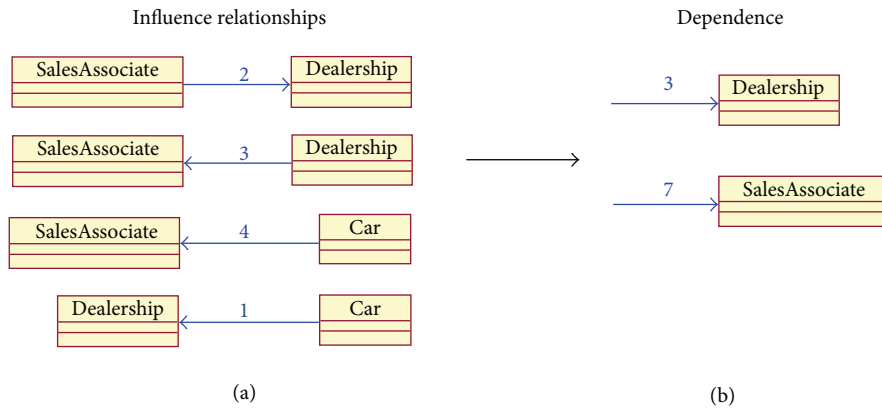 Influence relationships
SalesAssociate 2 Dealership
SalesAssociate 3 Dealership
SalesAssociate 4 Car
Dealership 1 Car
(a)
Dependence
3 Dealership
7 SalesAssociate
(b)